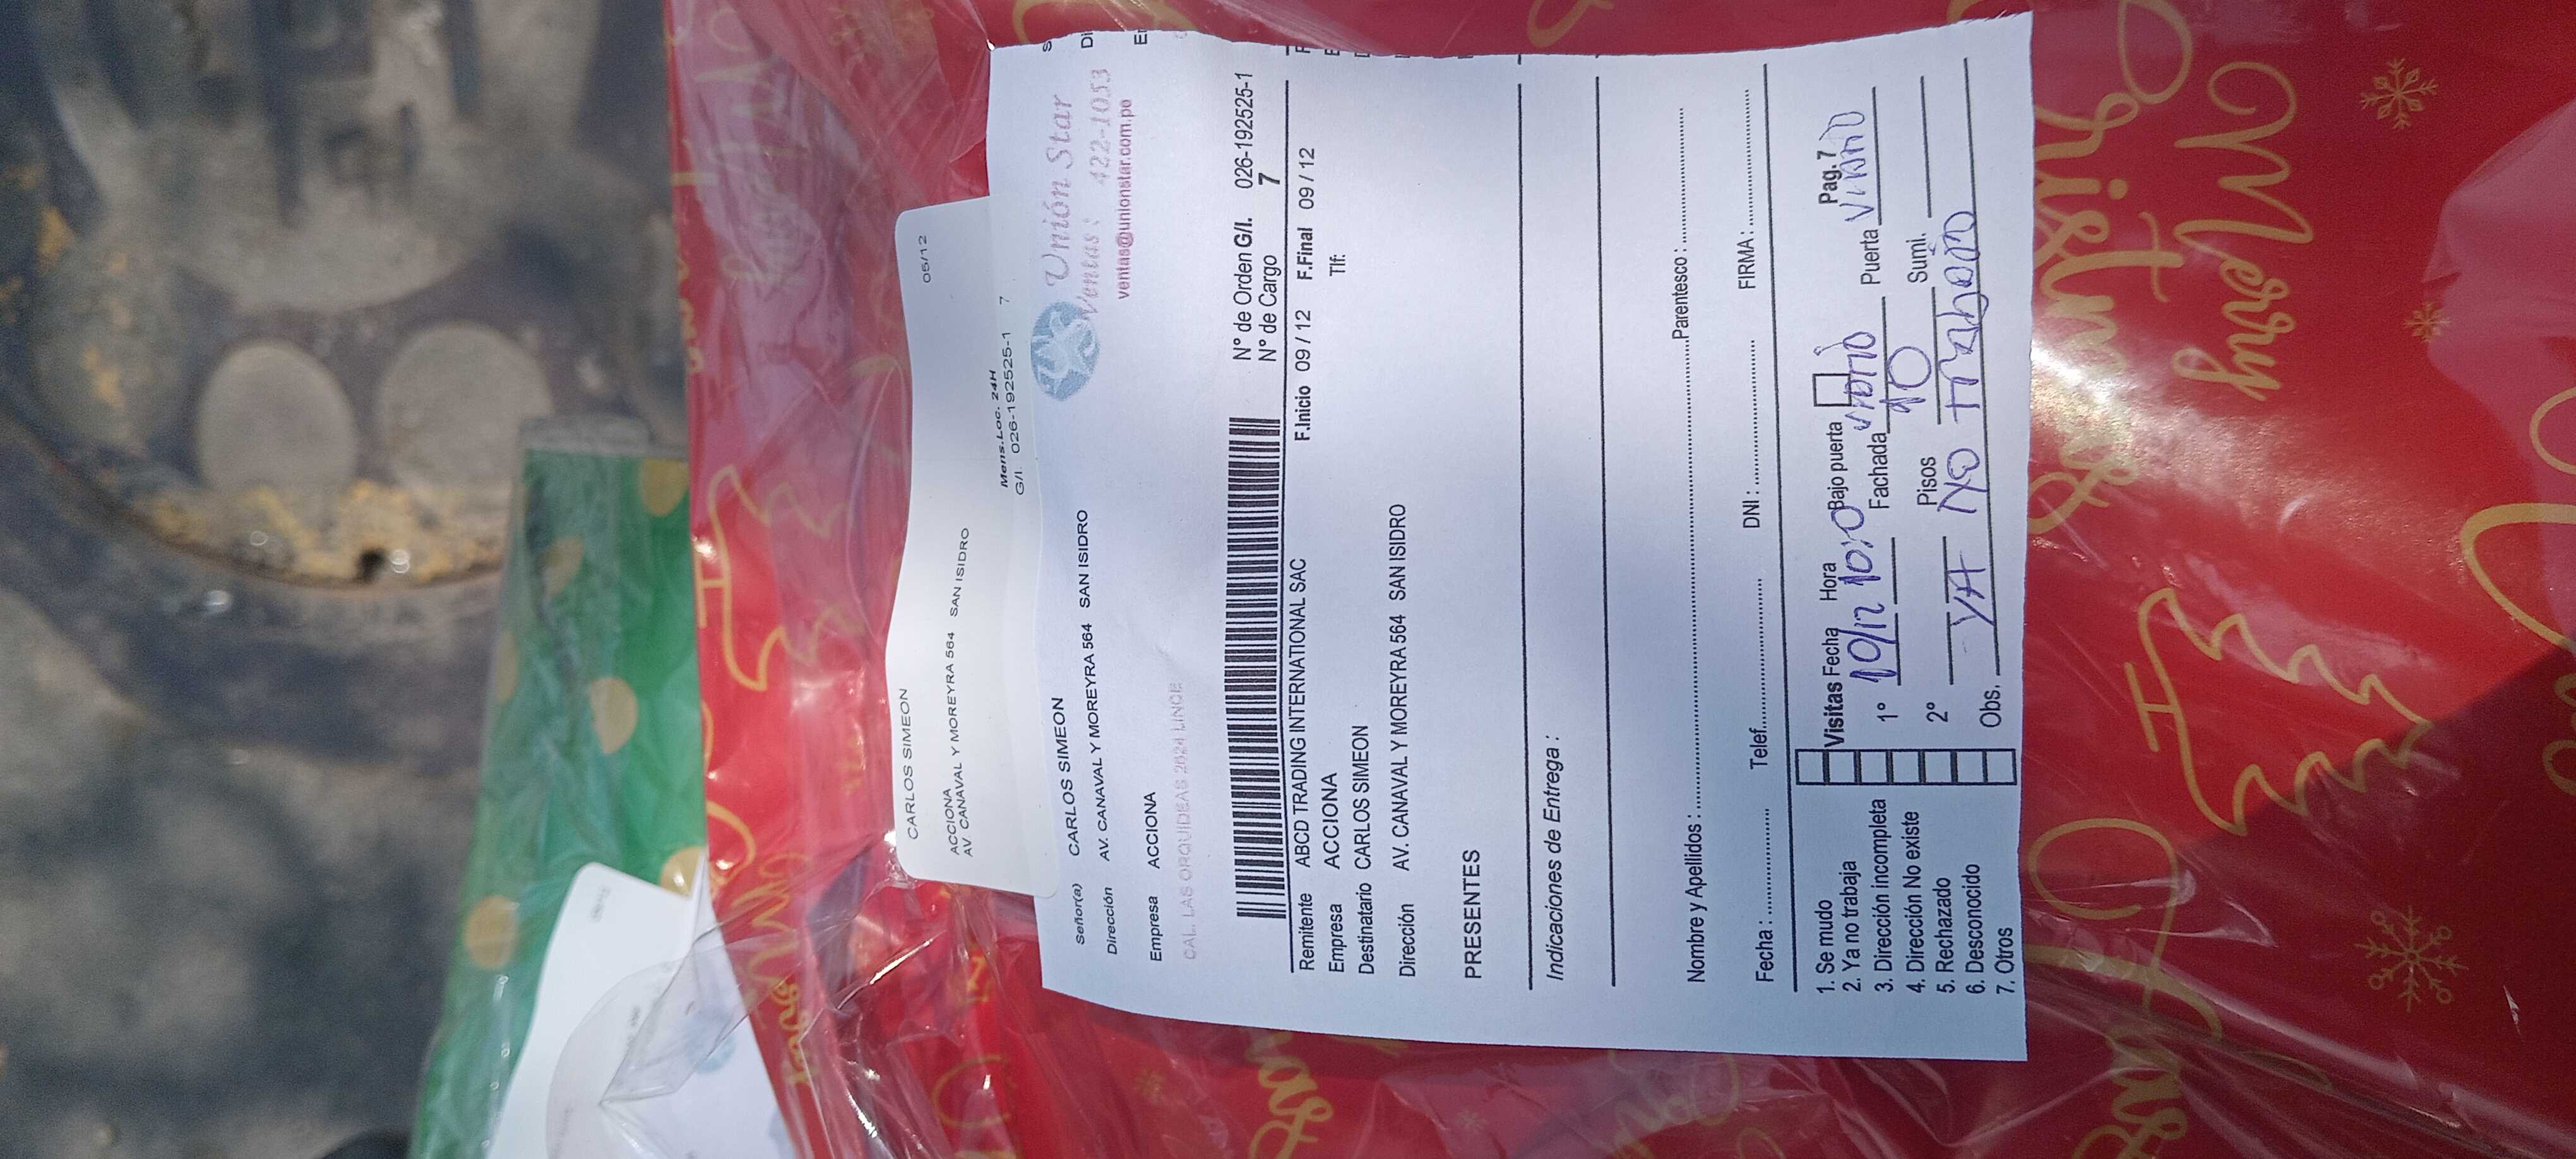 CARLOS SIMEON
05/12
ACCIONA
AV. CANAVAL Y MOREYRA 564 SAN ISIDRO
Mens.Loc. 24H
G/I. 026-192525-1 7
Unión Star
Ventas: 422-1053
ventas@unionstar.com.pe
Señor(a) CARLOS SIMEON
Dirección AV. CANAVAL Y MOREYRA 564 SAN ISIDRO
Empresa ACCIONA
CAL. LAS ORQUIDEAS 2624 LINCE
N° de Orden G/I. 026-192525-1
N° de Cargo 7
Remitente ABCD TRADING INTERNATIONAL SAC F.Inicio 09 / 12 F.Final 09 / 12
Empresa ACCIONA Tlf:
Destinatario CARLOS SIMEON
Dirección AV. CANAVAL Y MOREYRA 564 SAN ISIDRO
PRESENTES
Indicaciones de Entrega :
Nombre y Apellidos : Parentesco :
Fecha : Telef. DNI : FIRMA :
1. Se mudo Visitas Fecha Hora Bajo puerta Pag. 7
2. Ya no trabaja 1° 10/12 Fachada vidrio Puerta vidrio
3. Dirección incompleta
4. Dirección No existe 2° Pisos 10 Sumi.
5. Rechazado
6. Desconocido Obs. YA NO trabaja
7. Otros
Merry
Christmas